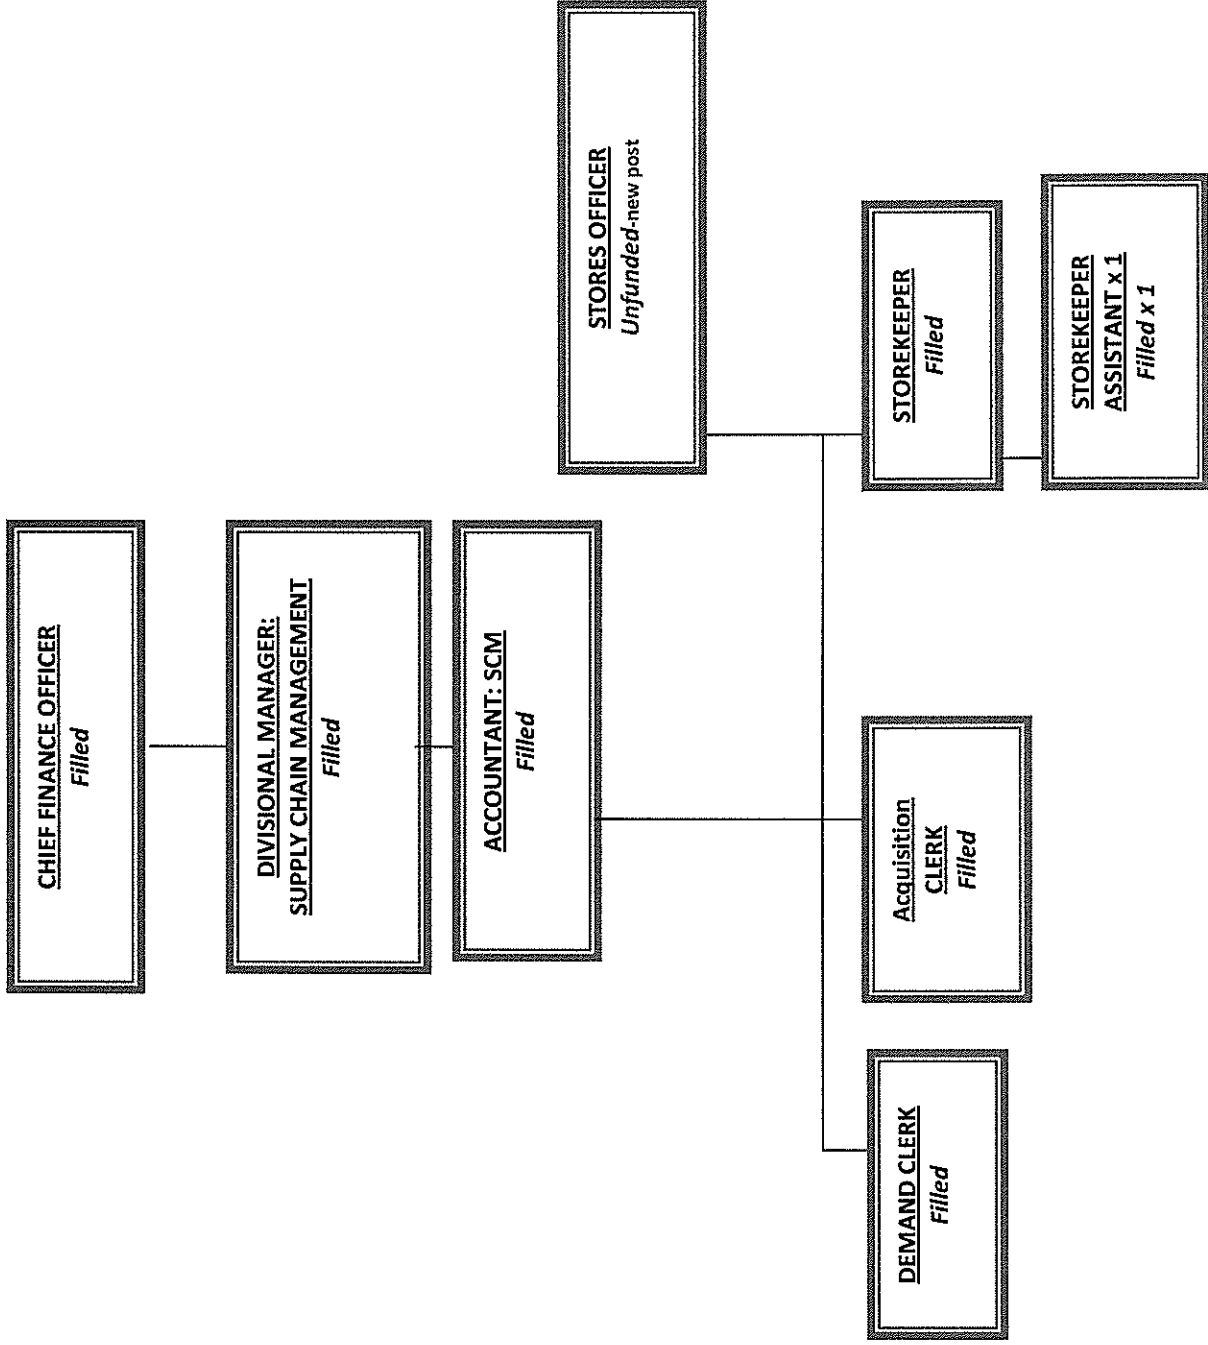 CHIEF FINANCE OFFICER
Filled
DIVISIONAL MANAGER:
SUPPLY CHAIN MANAGEMENT
Filled
ACCOUNTANT: SCM
Filled
STORES OFFICER
Unfunded-new post
DEMAND CLERK
Filled
Acquisition
CLERK
Filled
STOREKEEPER
Filled
STOREKEEPER
ASSISTANT x 1
Filled x 1